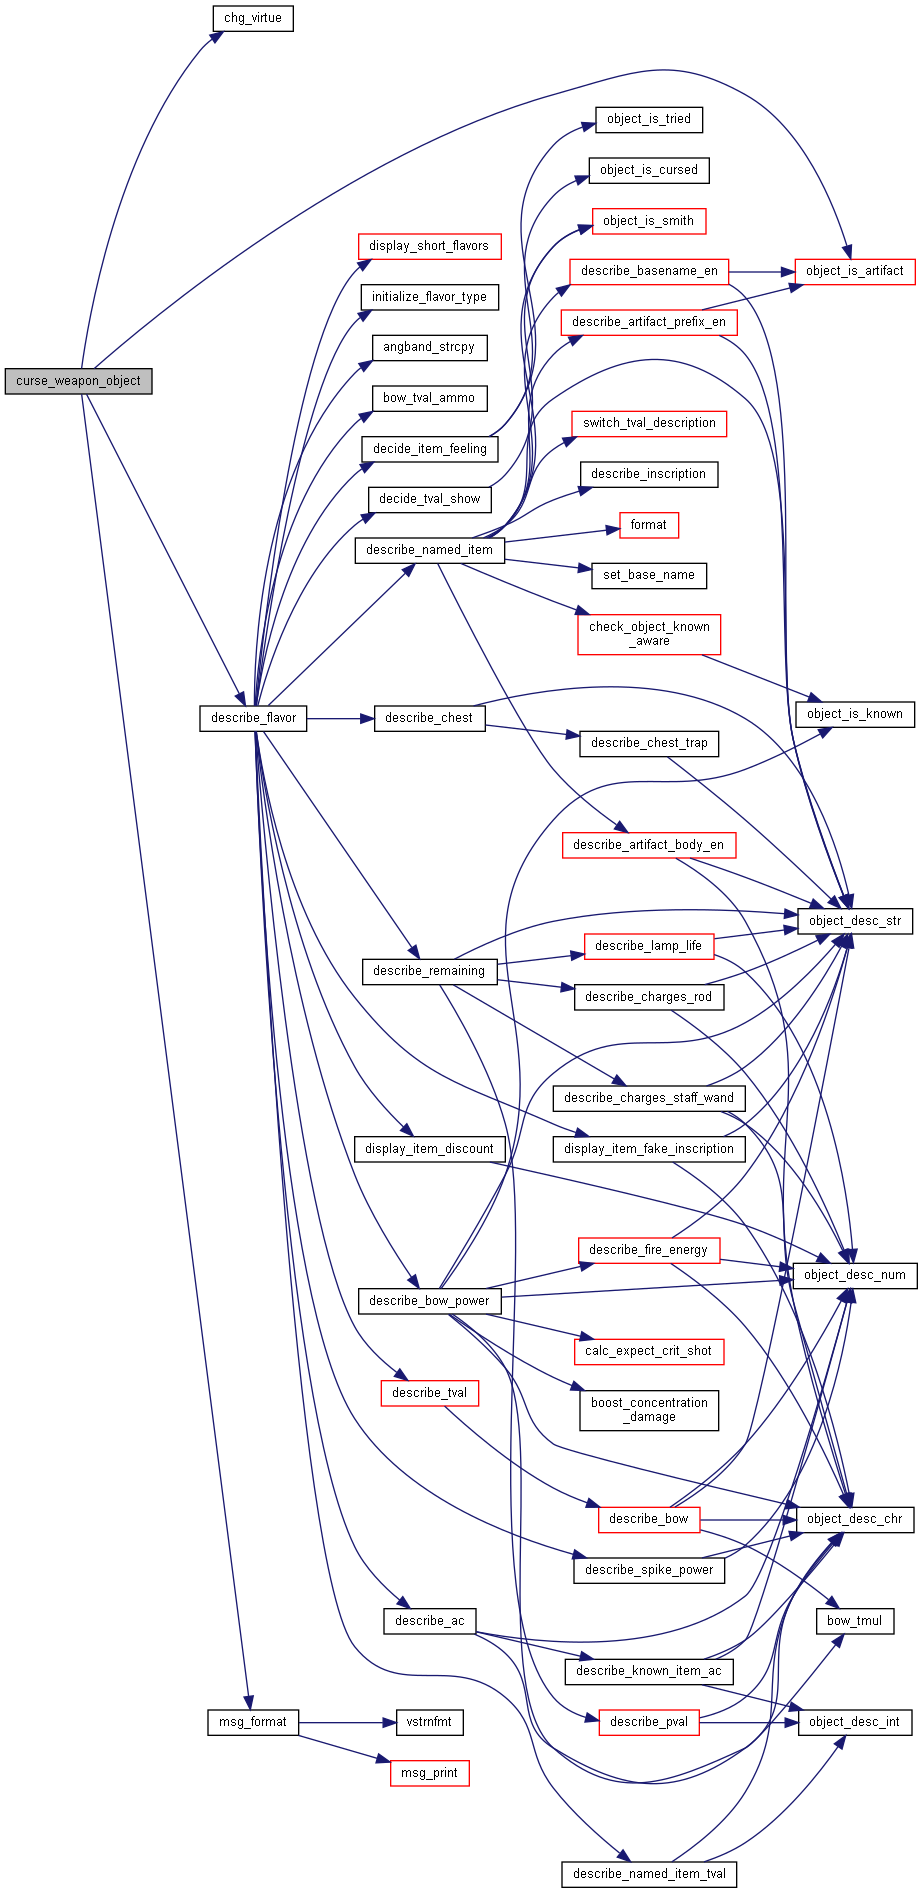 chg_virtue
object_is_tried
object_is_cursed
object_is_smith
display_short_flavors
describe_basename_en
object_is_artifact
initialize_flavor_type
describe_artifact_prefix_en
angband_strcpy
curse_weapon_object
bow_tval_ammo
switch_tval_description
decide_item_feeling
describe_inscription
decide_tval_show
format
describe_named_item
set_base_name
check_object_known
_aware
object_is_known
describe_flavor
describe_chest
describe_chest_trap
describe_artifact_body_en
object_desc_str
describe_lamp_life
describe_remaining
describe_charges_rod
describe_charges_staff_wand
display_item_discount
display_item_fake_inscription
describe_fire_energy
object_desc_num
describe_bow_power
calc_expect_crit_shot
describe_tval
boost_concentration
_damage
describe_bow
object_desc_chr
describe_spike_power
describe_ac
bow_tmul
describe_known_item_ac
msg_format
vstrnfmt
describe_pval
object_desc_int
msg_print
describe_named_item_tval